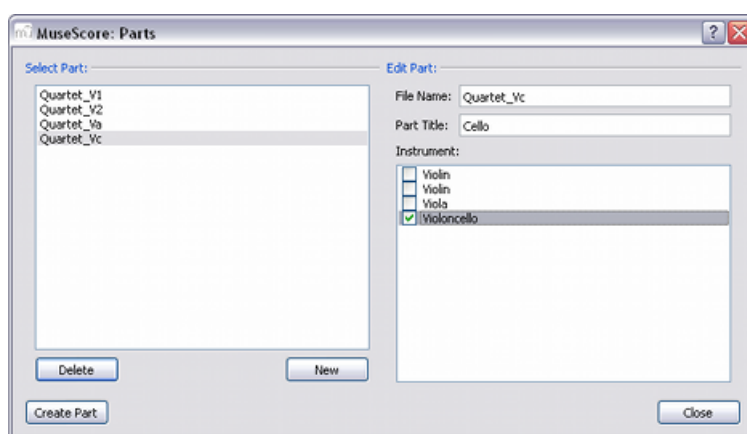 MuseScore: Parts
Select Part:
Quartet_V1
Quartet_V2
Quartet_Va
Quartet_Vc
Delete
New
Create Part
Edit Part:
File Name: Quartet_Vc
Part Title: Cello
Instrument:
Violin
Violin
Viola
Violoncello
Close